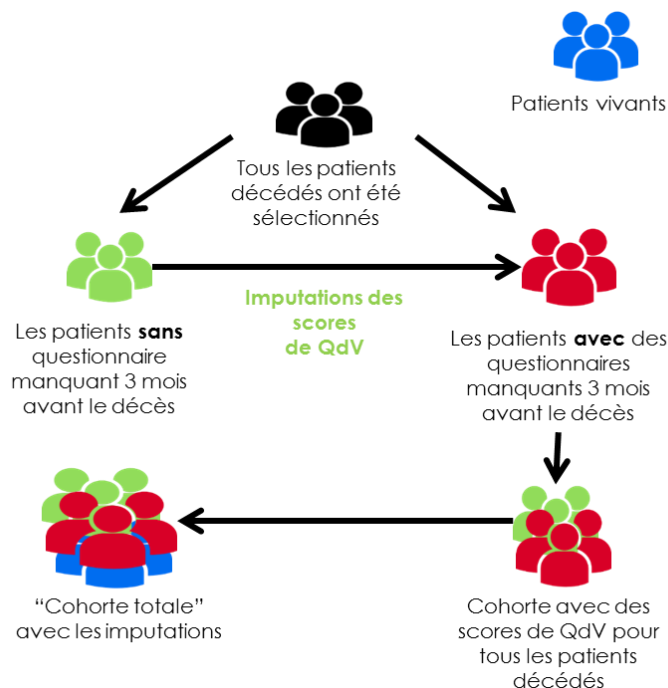 Patients vivants
Tous les patients
décédés ont été
sélectionnés
Imputations des
scores
de QdV
Les patients sans
questionnaire
manquant 3 mois
avant le décès
Les patients avec des
questionnaires
manquants 3 mois
avant le décès
“Cohorte totale”
avec les imputations
Cohorte avec des
scores de QdV pour
tous les patients
décédés